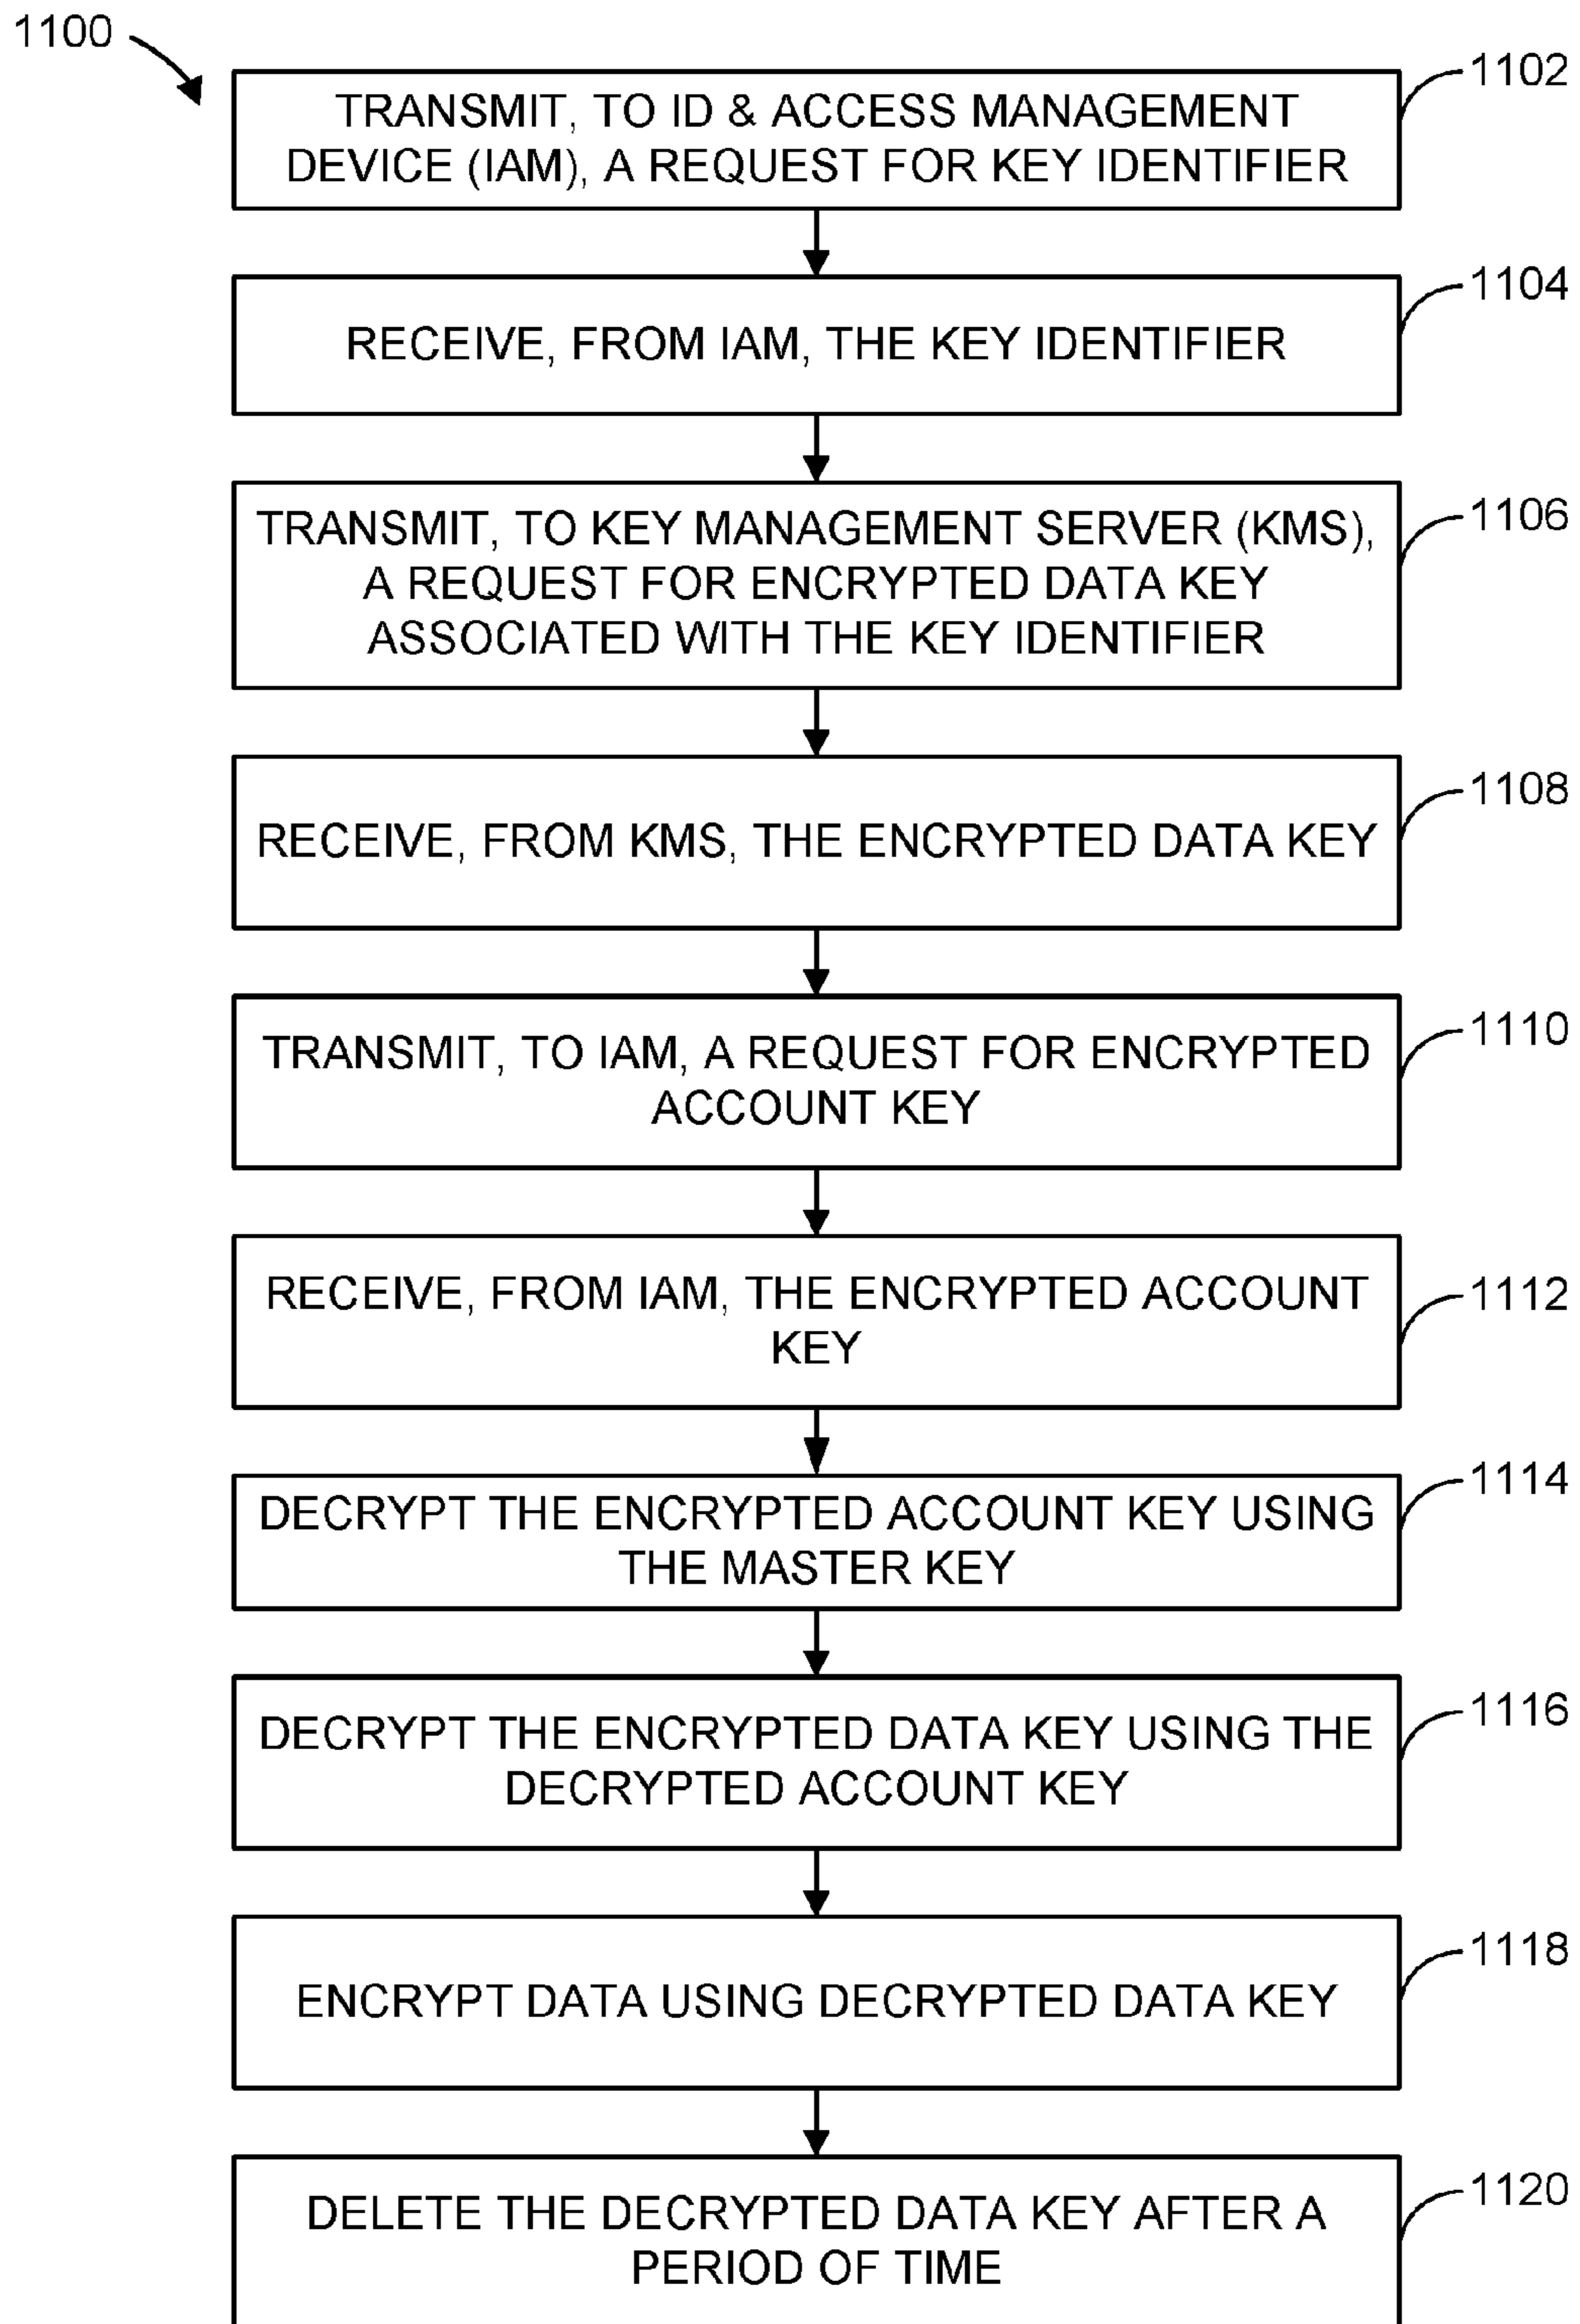 1100
1102
TRANSMIT, TO ID & ACCESS MANAGEMENT
DEVICE (IAM), A REQUEST FOR KEY IDENTIFIER
1104
RECEIVE, FROM IAM, THE KEY IDENTIFIER
1106
TRANSMIT, TO KEY MANAGEMENT SERVER (KMS),
A REQUEST FOR ENCRYPTED DATA KEY
ASSOCIATED WITH THE KEY IDENTIFIER
1108
RECEIVE, FROM KMS, THE ENCRYPTED DATA KEY
1110
TRANSMIT, TO IAM, A REQUEST FOR ENCRYPTED
ACCOUNT KEY
1112
RECEIVE, FROM IAM, THE ENCRYPTED ACCOUNT
KEY
1114
DECRYPT THE ENCRYPTED ACCOUNT KEY USING
THE MASTER KEY
1116
DECRYPT THE ENCRYPTED DATA KEY USING THE
DECRYPTED ACCOUNT KEY
1118
ENCRYPT DATA USING DECRYPTED DATA KEY
1120
DELETE THE DECRYPTED DATA KEY AFTER A
PERIOD OF TIME